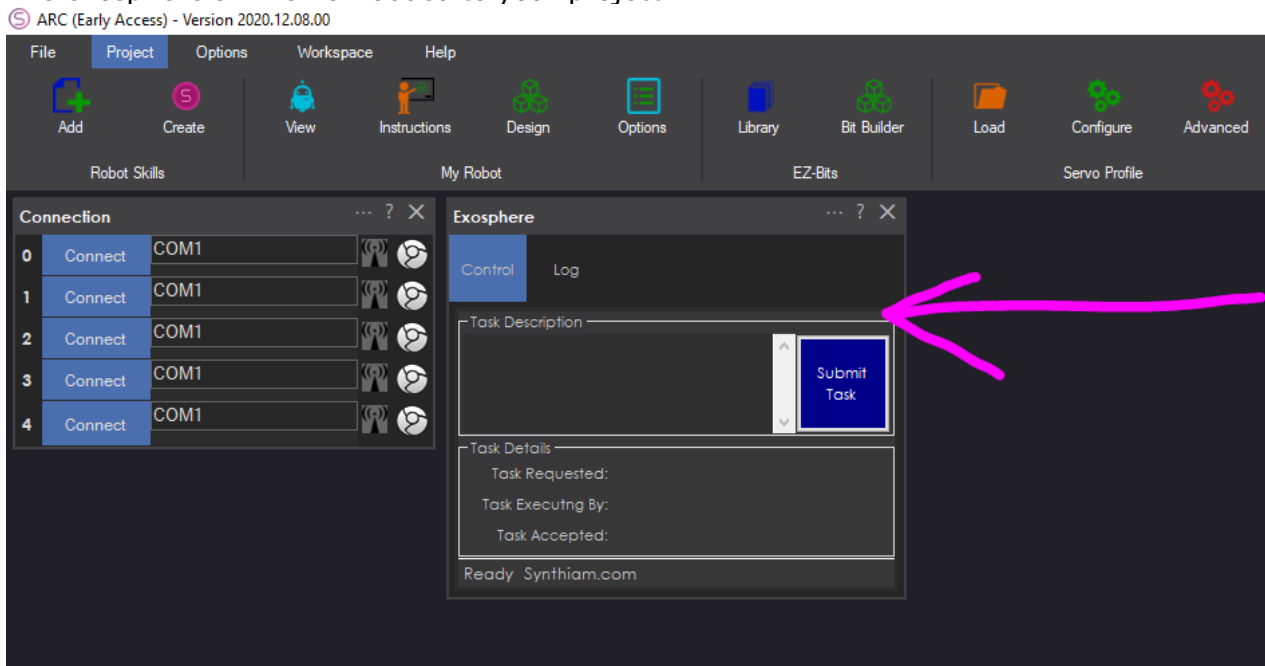 ARC (Early Access) - Version 2020.12.08.00
File Project Options Workspace Help
Add Create View Instructions Design Options Library Bit Builder Load Configure Advanced
Robot Skills My Robot EZ-Bits Servo Profile
Connection ... ? X
0 Connect COM1
1 Connect COM1
2 Connect COM1
3 Connect COM1
4 Connect COM1
Exosphere ... ? X
Control Log
Task Description
Submit
Task
Task Details
Task Requested:
Task Executng By:
Task Accepted:
Ready Synthiam.com